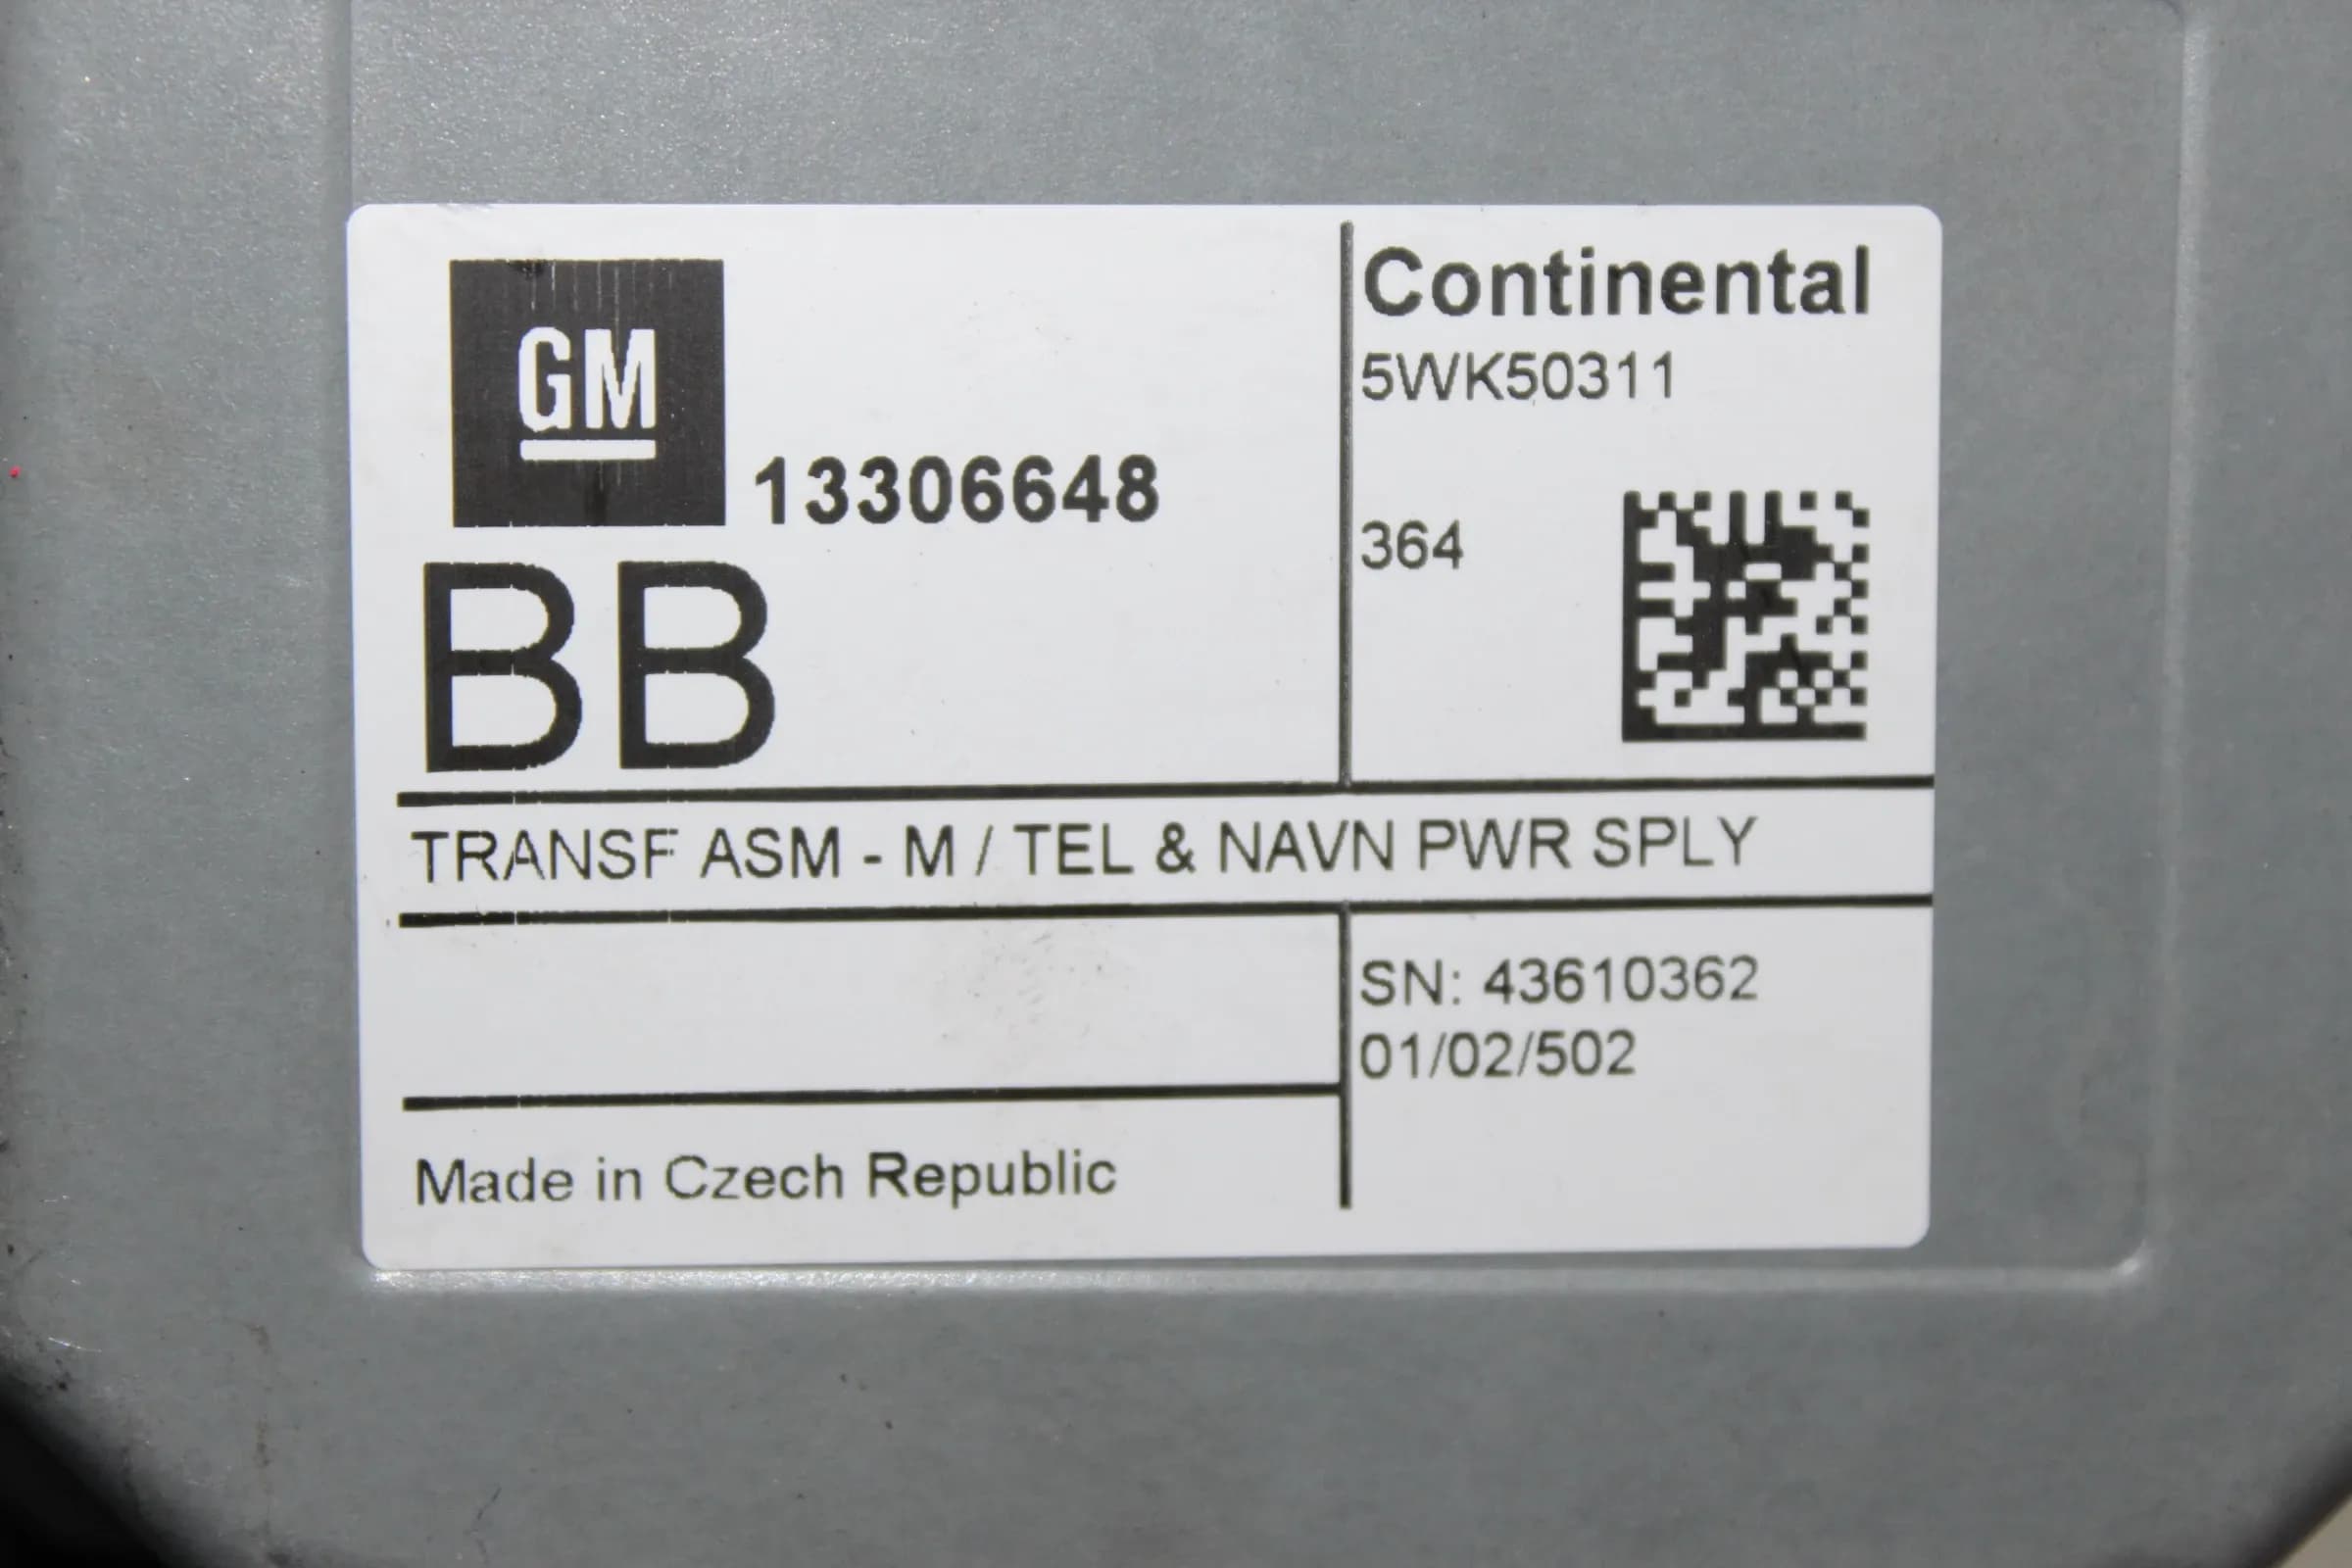 GM
13306648
BB
Continental
5WK50311
364
TRANSF ASM - M / TEL & NAVN PWR SPLY
SN: 43610362
01/02/502
Made in Czech Republic